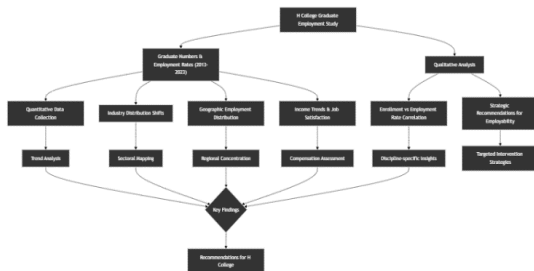 H College Graduate
Employment Study
Graduate Numbers &
Employment Rates (2013-
2023)
Qualitative Analysis
Quantitative Data
Collection
Industry Distribution Shifts
Geographic Employment
Distribution
Income Trends & Job
Satisfaction
Enrollment vs Employment
Rate Correlation
Strategic
Recommendations for
Employability
Trend Analysis
Sectoral Mapping
Regional Concentration
Compensation Assessment
Discipline-specific Insights
Targeted Intervention
Strategies
Key Findings
Recommendations for H
College